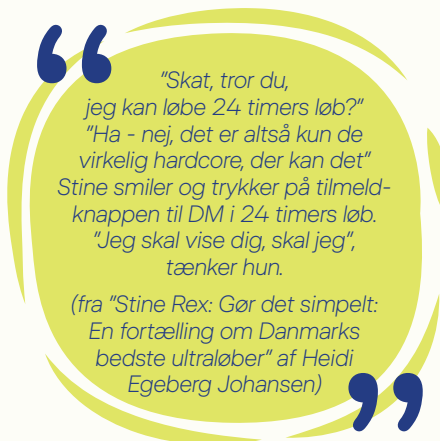 "Skat, tror du,
jeg kan løbe 24 timers løb?"
"Ha - nej, det er altså kun de
virkelig hardcore, der kan det"
Stine smiler og trykker på tilmeld-
knappen til DM i 24 timers løb.
"Jeg skal vise dig, skal jeg",
tænker hun.
(fra "Stine Rex: Gør det simpelt:
En fortælling om Danmarks
bedste ultraløber" af Heidi
Egeberg Johansen)